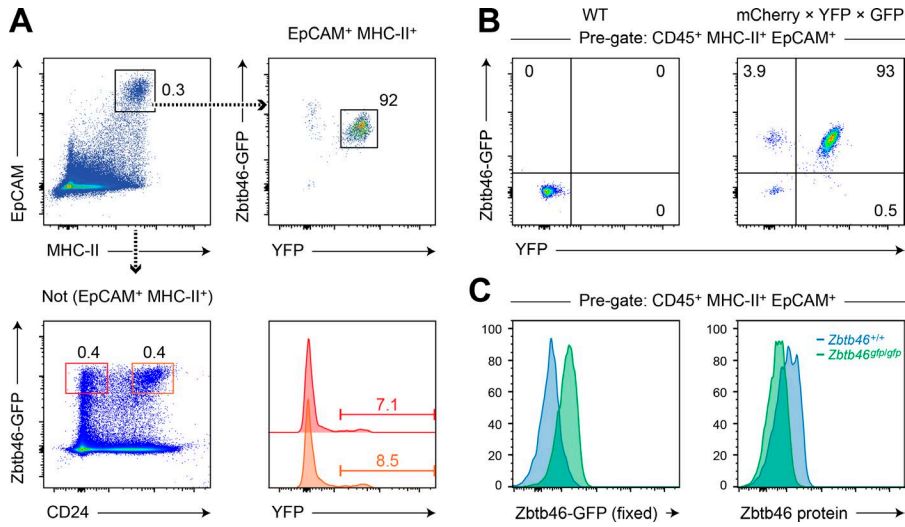 A
EpCAM⁺ MHC-II⁺
EpCAM
0.3
MHC-II
Zbtb46-GFP
92
YFP
Not (EpCAM⁺ MHC-II⁺)
Zbtb46-GFP
0.4
0.4
CD24
7.1
8.5
YFP
B
WT
mCherry × YFP × GFP
Pre-gate: CD45⁺ MHC-II⁺ EpCAM⁺
Zbtb46-GFP
0
0
0
3.9
93
0.5
YFP
C
Pre-gate: CD45⁺ MHC-II⁺ EpCAM⁺
100
80
60
40
20
0
Zbtb46-GFP (fixed)
100
80
60
40
20
0
Zbtb46⁺/⁺
Zbtb46ᵍᶠᵖ/ᵍᶠᵖ
Zbtb46 protein